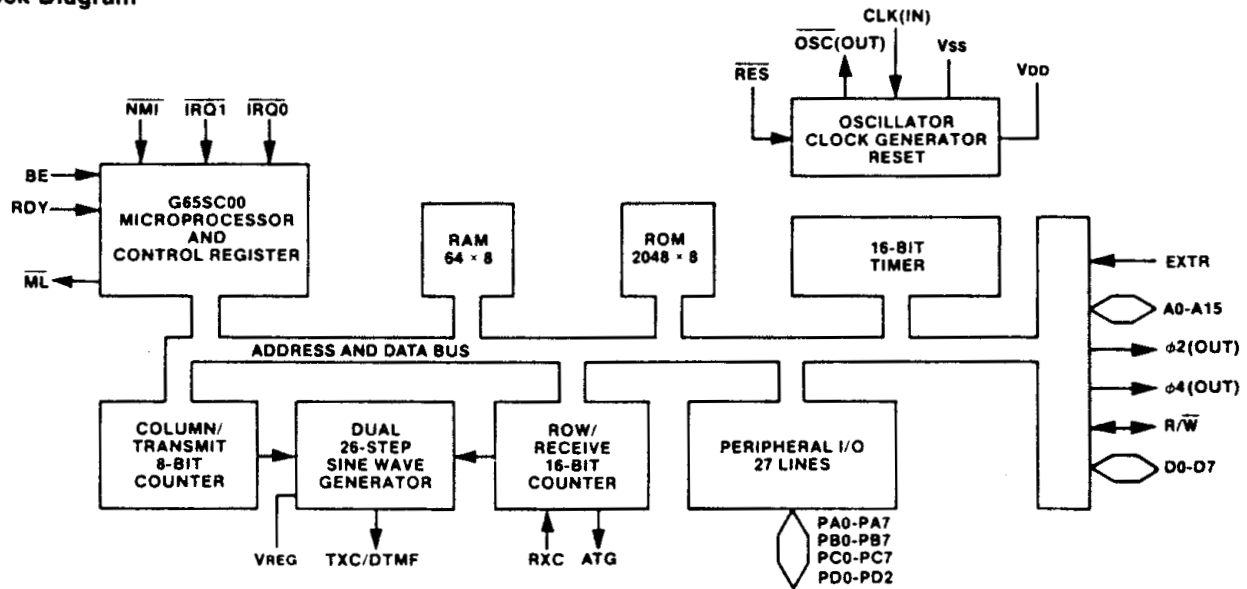 ck Diagram
CLK(IN)
OSC(OUT)
VSS
RES
VDD
NMI
IRQ1
IRQ0
OSCILLATOR
CLOCK GENERATOR
RESET
BE
RDY
ML
G65SC00
MICROPROCESSOR
AND
CONTROL REGISTER
RAM
64 × 8
ROM
2048 × 8
16-BIT
TIMER
EXTR
A0-A15
ϕ2(OUT)
ϕ4(OUT)
R/W
D0-D7
ADDRESS AND DATA BUS
COLUMN/
TRANSMIT
8-BIT
COUNTER
DUAL
26-STEP
SINE WAVE
GENERATOR
ROW/
RECEIVE
16-BIT
COUNTER
PERIPHERAL I/O
27 LINES
VREG
TXC/DTMF
RXC
ATG
PA0-PA7
PB0-PB7
PC0-PC7
PD0-PD2